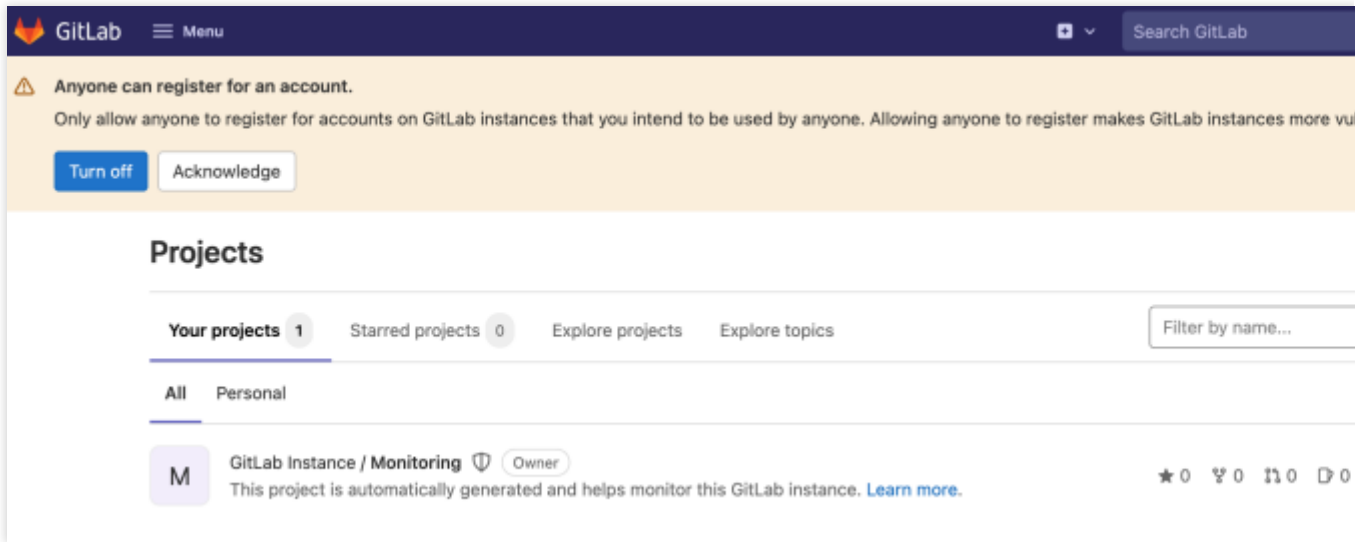 GitLab Menu Search GitLab
Anyone can register for an account.
Only allow anyone to register for accounts on GitLab instances that you intend to be used by anyone. Allowing anyone to register makes GitLab instances more
Turn off Acknowledge
Projects
Your projects 1 Starred projects 0 Explore projects Explore topics Filter by name...
All Personal
M GitLab Instance / Monitoring Owner
This project is automatically generated and helps monitor this GitLab instance. Learn more.
0 0 0 0